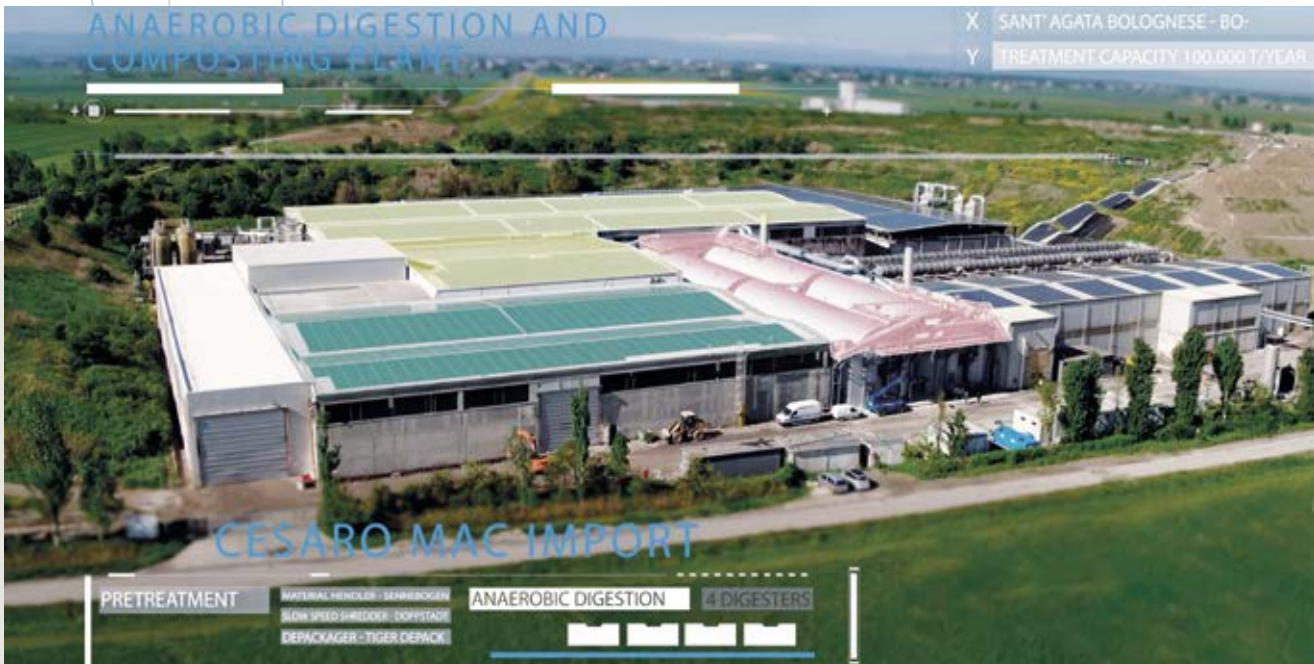 ANAEROBIC DIGESTION AND
COMPOSTING PLANT
X SANT' AGATA BOLOGNESE - BO-
Y TREATMENT CAPACITY 100.000 T/YEAR
CESARO MAC IMPORT
PRETREATMENT
MATERIAL HENDLER - SENNEBOGEN
SLOW SPEED SHREDDER - DOPPSTADT
DEPACKAGER - TIGER DEPACK
ANAEROBIC DIGESTION
4 DIGESTERS